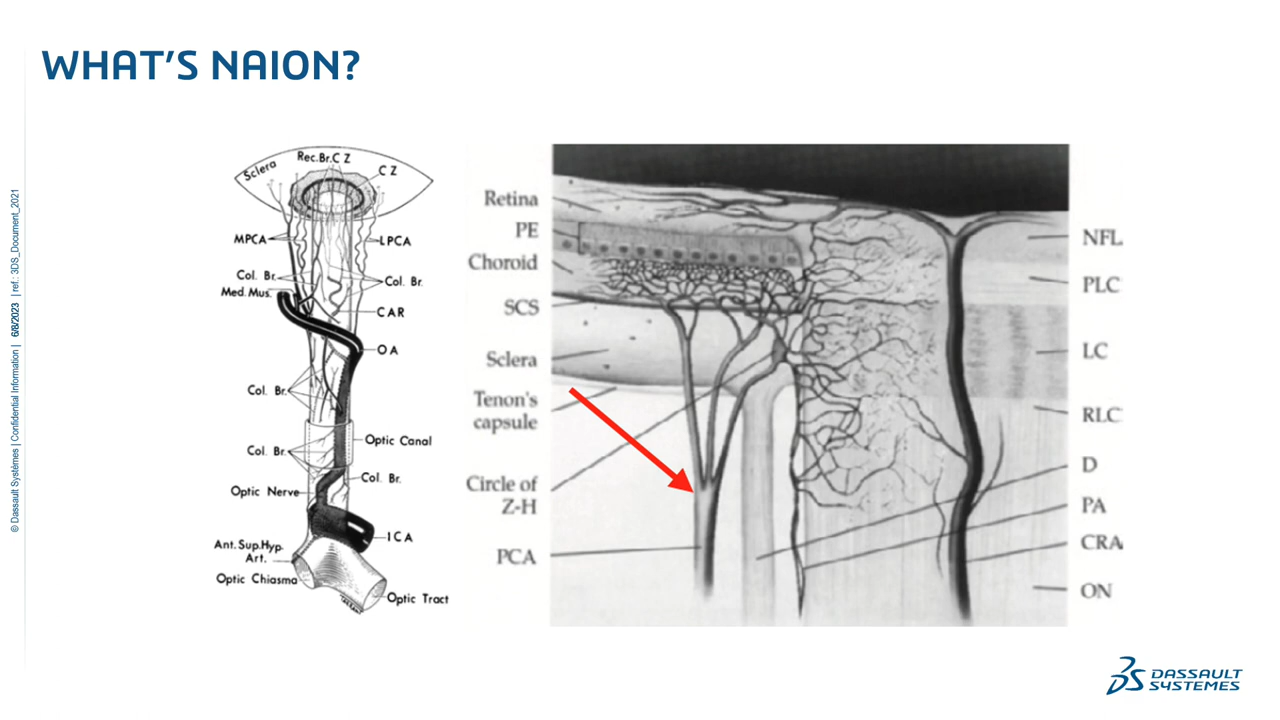 WHAT'S NAION?
© Dassault Systèmes | Confidential Information | 6/8/2023 | ref.: 3DS_Document_2021
Sclera
Rec.Br.C Z
C Z
MPCA
LPCA
Col. Br.
Col. Br.
Med. Mus.
CAR
OA
Col. Br.
Optic Canal
Col. Br.
Col. Br.
Optic Nerve
ICA
Ant.Sup.Hyp.
Art.
Optic Chiasma
Optic Tract
Retina
PE
Choroid
SCS
Sclera
Tenon's
capsule
Circle of
Z-H
PCA
NFL
PLC
LC
RLC
D
PA
CRA
ON
DASSAULT
SYSTEMES